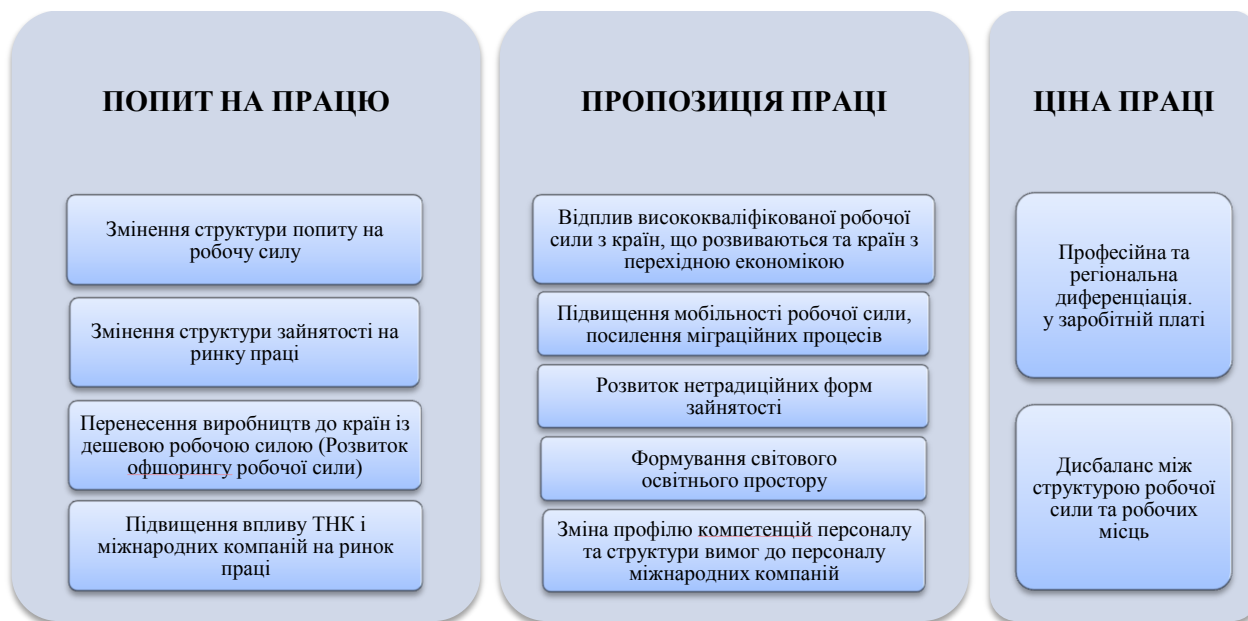 ПОПИТ НА ПРАЦЮ
Змінення структури попиту на
робочу силу
Змінення структури зайнятості на
ринку праці
Перенесення виробництв до країн із
дешевою робочою силою (Розвиток
офшорингу робочої сили)
Підвищення впливу ТНК і
міжнародних компаній на ринок
праці
ПРОПОЗИЦІЯ ПРАЦІ
Відплив висококваліфікованої робочої
сили з країн, що розвиваються та країн з
перехідною економікою
Підвищення мобільності робочої сили,
посилення міграційних процесів
Розвиток нетрадиційних форм
зайнятості
Формування світового
освітнього простору
Зміна профілю компетенцій персоналу
та структури вимог до персоналу
міжнародних компаній
ЦІНА ПРАЦІ
Професійна та
регіональна
диференціація.
у заробітній платі
Дисбаланс між
структурою робочої
сили та робочих
місць